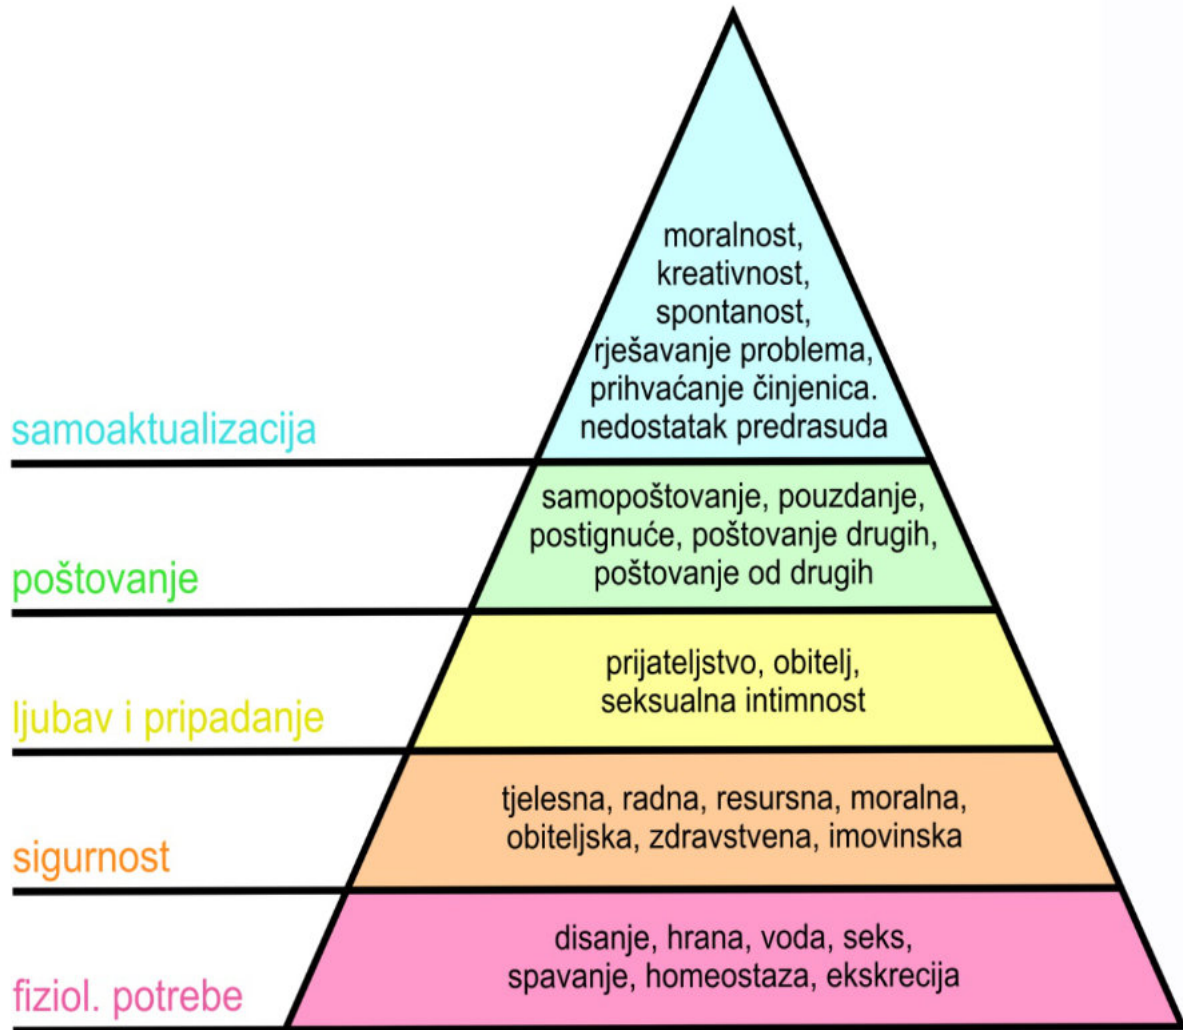 moralnost,
kreativnost,
spontanost,
rješavanje problema,
prihvaćanje činjenica.
nedostatak predrasuda
samoaktualizacija
samopoštovanje, pouzdanje,
postignuće, poštovanje drugih,
poštovanje od drugih
poštovanje
prijateljstvo, obitelj,
seksualna intimnost
ljubav i pripadanje
tjelesna, radna, resursna, moralna,
obiteljska, zdravstvena, imovinska
sigurnost
disanje, hrana, voda, seks,
spavanje, homeostaza, ekskrecija
fiziol. potrebe